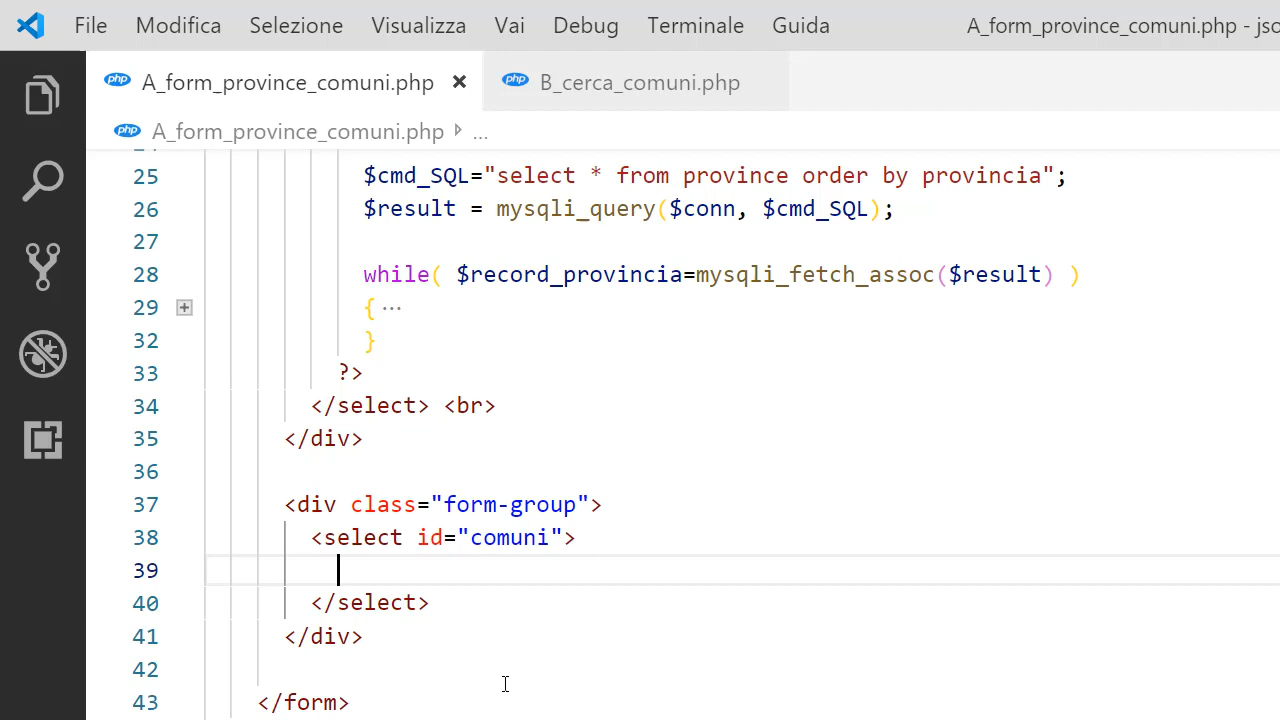 File Modifica Selezione Visualizza Vai Debug Terminale Guida A_form_province_comuni.php - jso
A_form_province_comuni.php × B_cerca_comuni.php
A_form_province_comuni.php ...
25 $cmd_SQL="select * from province order by provincia";
26 $result = mysqli_query($conn, $cmd_SQL);
27
28 while( $record_provincia=mysqli_fetch_assoc($result) )
29 {···
32 }
33 ?>
34 </select> <br>
35 </div>
36
37 <div class="form-group">
38 <select id="comuni">
39
40 </select>
41 </div>
42
43 </form>